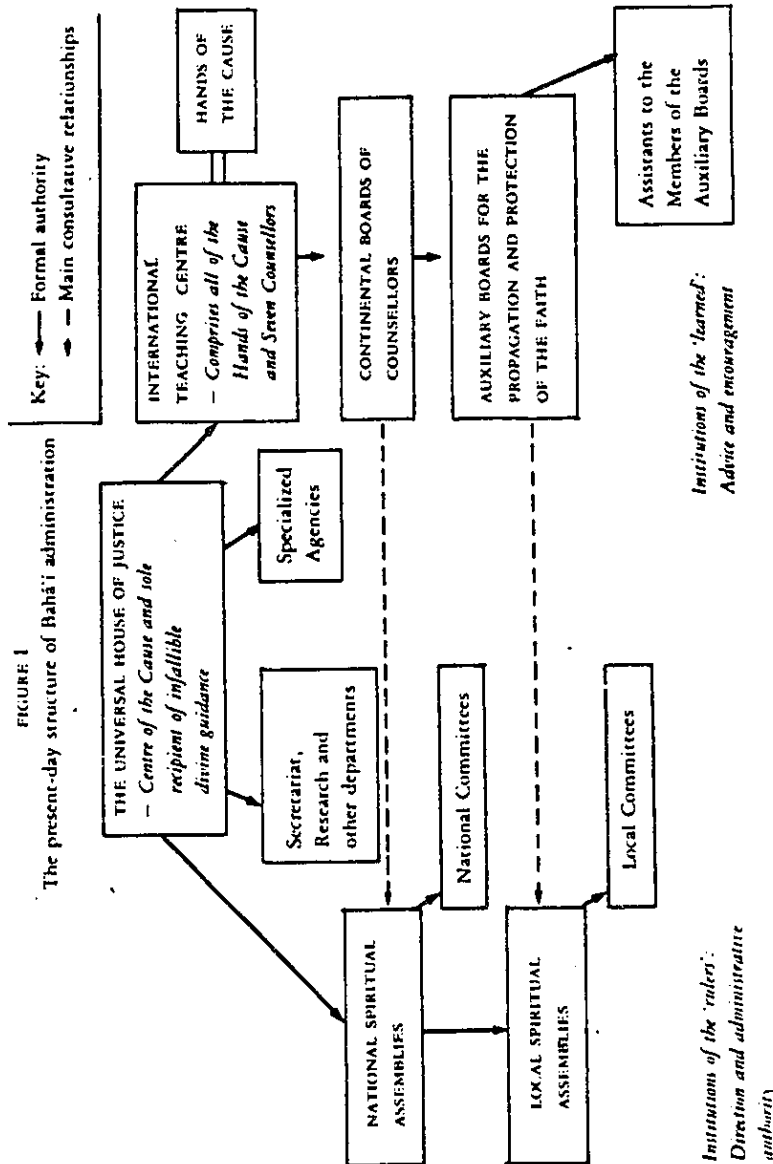 FIGURE 1
The present-day structure of Bahá'í administration
Key: — Formal authority
— Main consultative relationships
THE UNIVERSAL HOUSE OF JUSTICE
– Centre of the Cause and sole
recipient of infallible
divine guidance
HANDS OF
THE CAUSE
INTERNATIONAL
TEACHING CENTRE
– Comprises all of the
Hands of the Cause
and Seven Counsellors
Secretariat,
Research and
other departments
Specialized
Agencies
NATIONAL SPIRITUAL
ASSEMBLIES
CONTINENTAL BOARDS OF
COUNSELLORS
National Committees
LOCAL SPIRITUAL
ASSEMBLIES
AUXILIARY BOARDS FOR THE
PROPAGATION AND PROTECTION
OF THE FAITH
Local Committees
Assistants to the
Members of the
Auxiliary Boards
Institutions of the 'rulers':
Direction and administrative
authority
Institutions of the 'learned':
Advice and encouragement